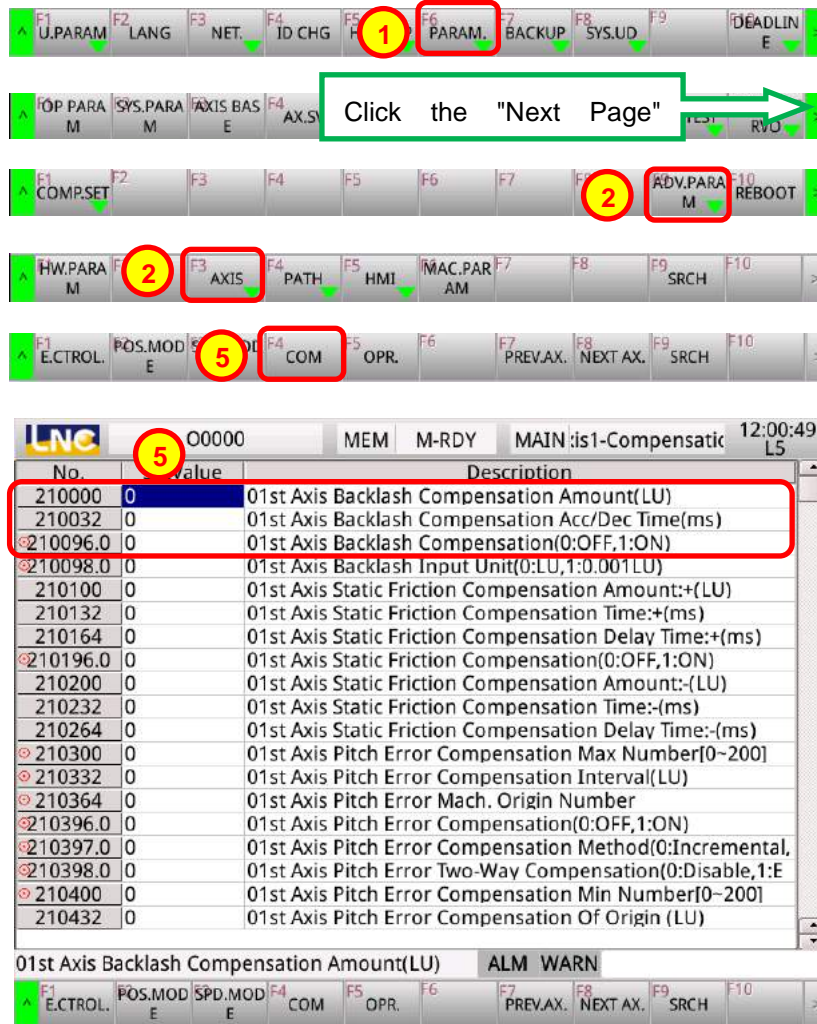 F1 U.PARAM F2 LANG F3 NET. F4 ID CHG F5 1 F6 PARAM. F7 BACKUP F8 SYS.UD F9 F10 DEADLIN E >
^ OP PARA M SYS.PARA M AXIS BAS E F4 AX.SV Click the "Next Page" RVO
^ F1 COMP.SET F2 F3 F4 F5 F6 F7 2 ADV.PARA M F10 REBOOT >
^ HW.PARA M 2 F3 AXIS F4 PATH F5 HMI MAC.PAR AM F7 F8 F9 SRCH F10 >
^ F1 E.CTROL. POS.MOD E 5 F4 COM F5 OPR. F6 F7 PREV.AX. F8 NEXT AX. F9 SRCH F10 >
LNC O0000 MEM M-RDY MAIN :is1-Compensatic 12:00:49
L5
No. 5 Value Description
210000 0 01st Axis Backlash Compensation Amount(LU)
210032 0 01st Axis Backlash Compensation Acc/Dec Time(ms)
210096.0 0 01st Axis Backlash Compensation(0:OFF,1:ON)
210098.0 0 01st Axis Backlash Input Unit(0:LU,1:0.001LU)
210100 0 01st Axis Static Friction Compensation Amount:+(LU)
210132 0 01st Axis Static Friction Compensation Time:+(ms)
210164 0 01st Axis Static Friction Compensation Delay Time:+(ms)
210196.0 0 01st Axis Static Friction Compensation(0:OFF,1:ON)
210200 0 01st Axis Static Friction Compensation Amount:-(LU)
210232 0 01st Axis Static Friction Compensation Time:-(ms)
210264 0 01st Axis Static Friction Compensation Delay Time:-(ms)
210300 0 01st Axis Pitch Error Compensation Max Number[0~200]
210332 0 01st Axis Pitch Error Compensation Interval(LU)
210364 0 01st Axis Pitch Error Mach. Origin Number
210396.0 0 01st Axis Pitch Error Compensation(0:OFF,1:ON)
210397.0 0 01st Axis Pitch Error Compensation Method(0:Incremental,
210398.0 0 01st Axis Pitch Error Two-Way Compensation(0:Disable,1:E
210400 0 01st Axis Pitch Error Compensation Min Number[0~200]
210432 0 01st Axis Pitch Error Compensation Of Origin (LU)
01st Axis Backlash Compensation Amount(LU) ALM WARN
^ F1 E.CTROL. POS.MOD E SPD.MOD E F4 COM F5 OPR. F6 F7 PREV.AX. F8 NEXT AX. F9 SRCH F10 >